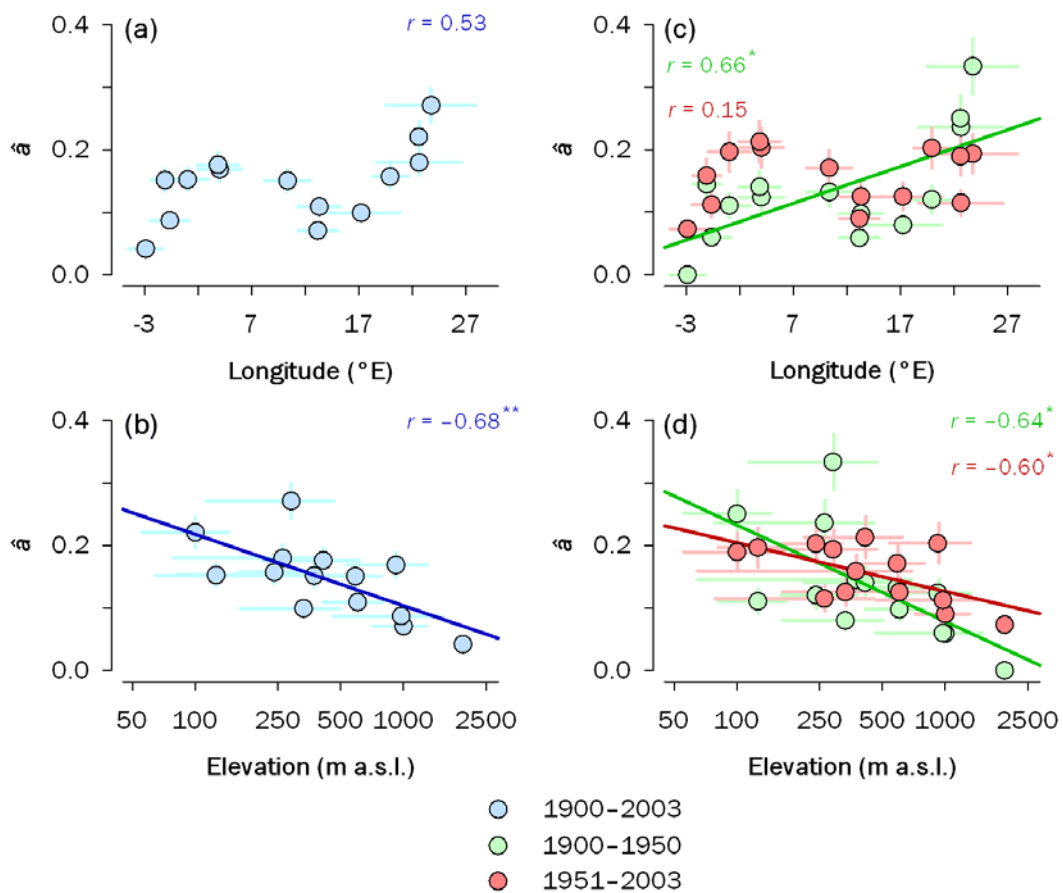 (a)
r = 0.53
0.4
0.2
0.0
â
-3 7 17 27
Longitude (°E)
(c)
r = 0.66*
r = 0.15
0.4
0.2
0.0
â
-3 7 17 27
Longitude (°E)
(b)
r = −0.68**
0.4
0.2
0.0
â
50 100 250 500 1000 2500
Elevation (m a.s.l.)
(d)
r = −0.64*
r = −0.60*
0.4
0.2
0.0
â
50 100 250 500 1000 2500
Elevation (m a.s.l.)
1900–2003
1900–1950
1951–2003